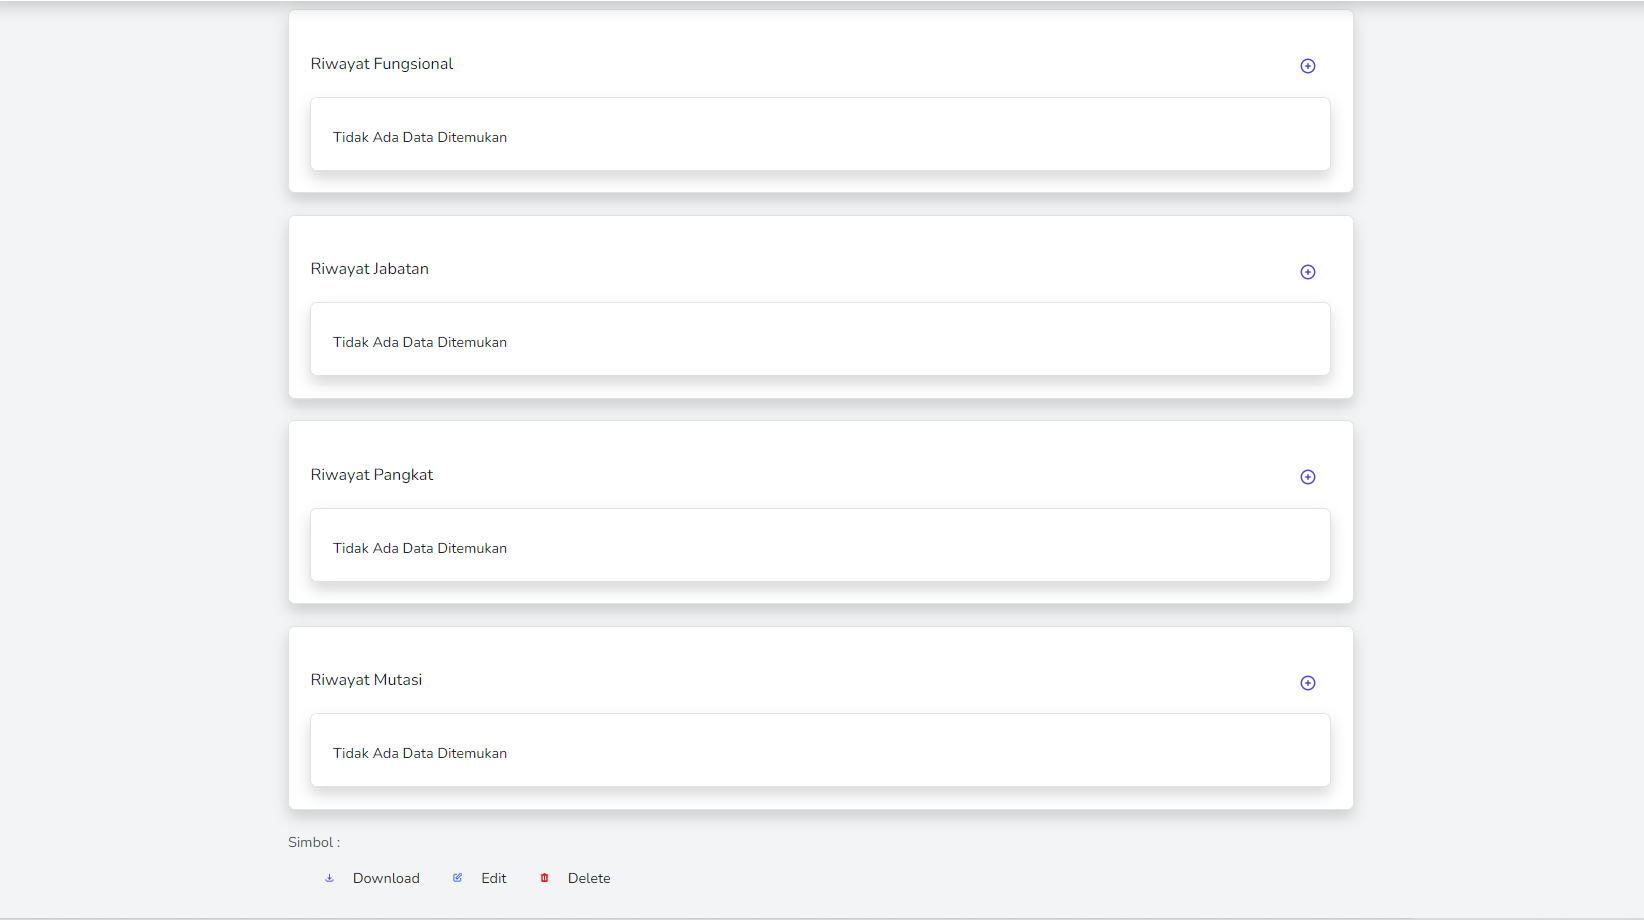 Riwayat Fungsional
Tidak Ada Data Ditemukan
Riwayat Jabatan
Tidak Ada Data Ditemukan
Riwayat Pangkat
Tidak Ada Data Ditemukan
Riwayat Mutasi
Tidak Ada Data Ditemukan
Simbol :
Download Edit Delete